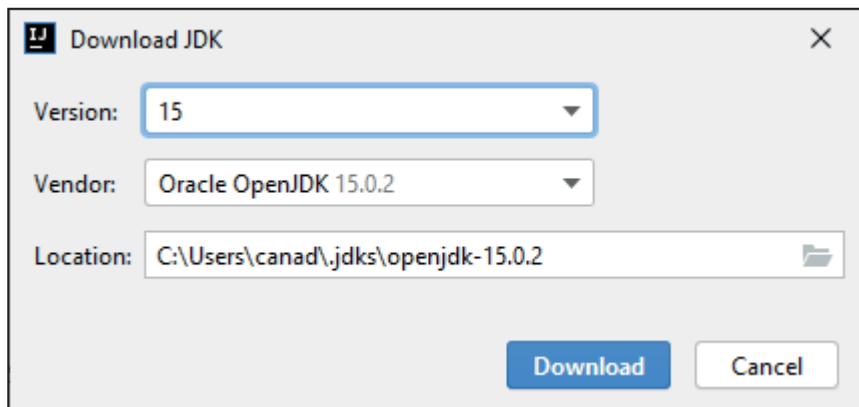 IJ Download JDK
Version: 15
Vendor: Oracle OpenJDK 15.0.2
Location: C:\Users\canad\.jdks\openjdk-15.0.2
Download Cancel